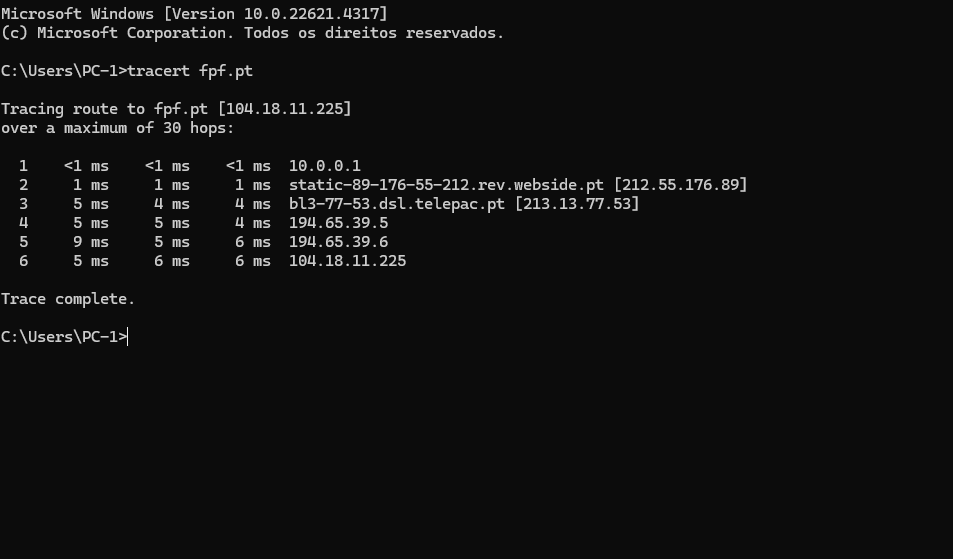 Microsoft Windows [Version 10.0.22621.4317]
(c) Microsoft Corporation. Todos os direitos reservados.
C:\Users\PC-1>tracert fpf.pt
Tracing route to fpf.pt [104.18.11.225]
over a maximum of 30 hops:
  1    <1 ms    <1 ms    <1 ms  10.0.0.1
  2     1 ms     1 ms     1 ms  static-89-176-55-212.rev.webside.pt [212.55.176.89]
  3     5 ms     4 ms     4 ms  bl3-77-53.dsl.telepac.pt [213.13.77.53]
  4     5 ms     5 ms     4 ms  194.65.39.5
  5     9 ms     5 ms     6 ms  194.65.39.6
  6     5 ms     6 ms     6 ms  104.18.11.225
Trace complete.
C:\Users\PC-1>